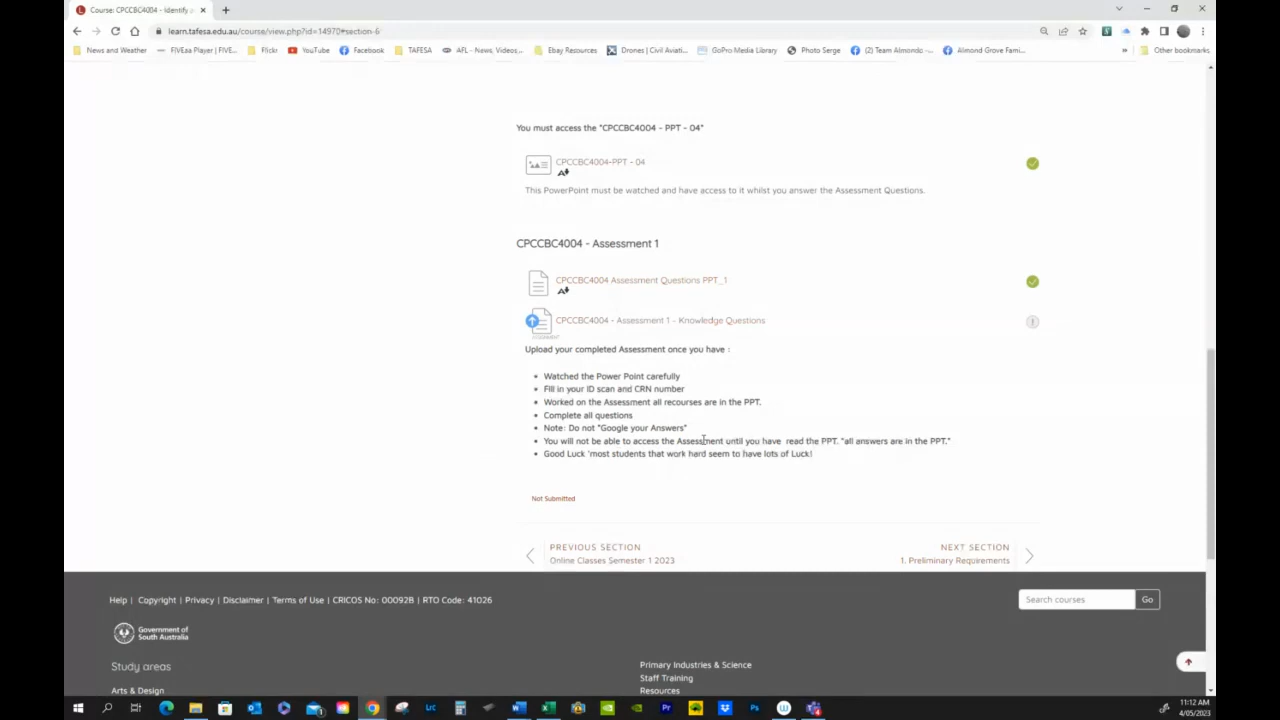 Course: CPCCBC4004 - Identify
learn.tafesa.edu.au/course/view.php?id=14970#section-6
News and Weather
FIVEaa Player | FIVE...
Flickr
YouTube
Facebook
TAFESA
AFL - News, Videos,...
Ebay Resources
Drones | Civil Aviati...
GoPro Media Library
Photo Serge
(2) Team Almondo -...
Almond Grove Fami...
»
Other bookmarks
You must access the "CPCCBC4004 - PPT - 04"
CPCCBC4004-PPT - 04
This PowerPoint must be watched and have access to it whilst you answer the Assessment Questions.
CPCCBC4004 - Assessment 1
CPCCBC4004 Assessment Questions PPT_1
CPCCBC4004 - Assessment 1 - Knowledge Questions
ASSIGNMENT
Upload your completed Assessment once you have :
• Watched the Power Point carefully
• Fill in your ID scan and CRN number
• Worked on the Assessment all recourses are in the PPT.
• Complete all questions
• Note: Do not "Google your Answers"
• You will not be able to access the Assessment until you have read the PPT. "all answers are in the PPT."
• Good Luck 'most students that work hard seem to have lots of Luck!
Not Submitted
PREVIOUS SECTION
Online Classes Semester 1 2023
NEXT SECTION
1. Preliminary Requirements
Help | Copyright | Privacy | Disclaimer | Terms of Use | CRICOS No: 00092B | RTO Code: 41026
Search courses
Go
Government of
South Australia
Study areas
Arts & Design
Primary Industries & Science
Staff Training
Resources
LC
Pr
Ps
11:12 AM
4/05/2023